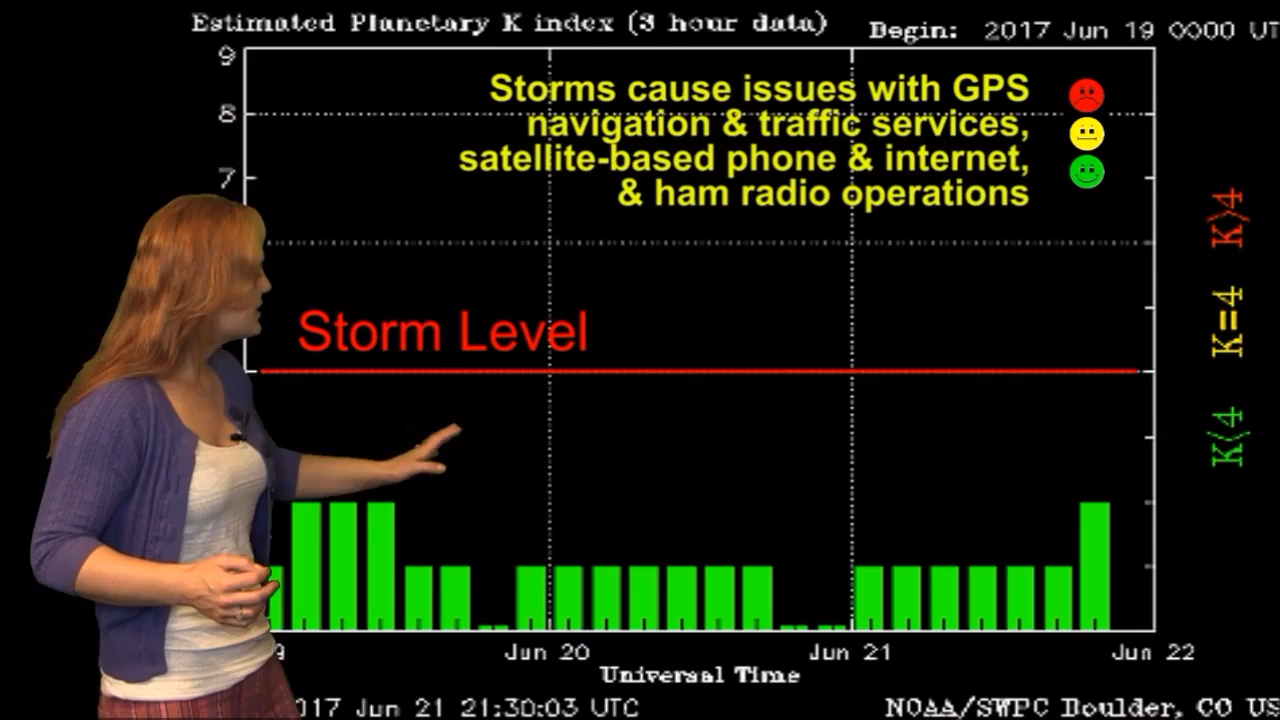 Estimated Planetary K index (3 hour data)
Begin: 2017 Jun 19 0000 UT
9
8
7
Storms cause issues with GPS
navigation & traffic services,
satellite-based phone & internet,
& ham radio operations
Storm Level
K>4
K=4
K<4
9
Jun 20
Jun 21
Jun 22
Universal Time
017 Jun 21 21:30:03 UTC
NOAA/SWPC Boulder, CO US